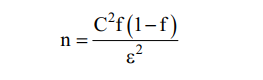 n = C²f(1−f) / ε²